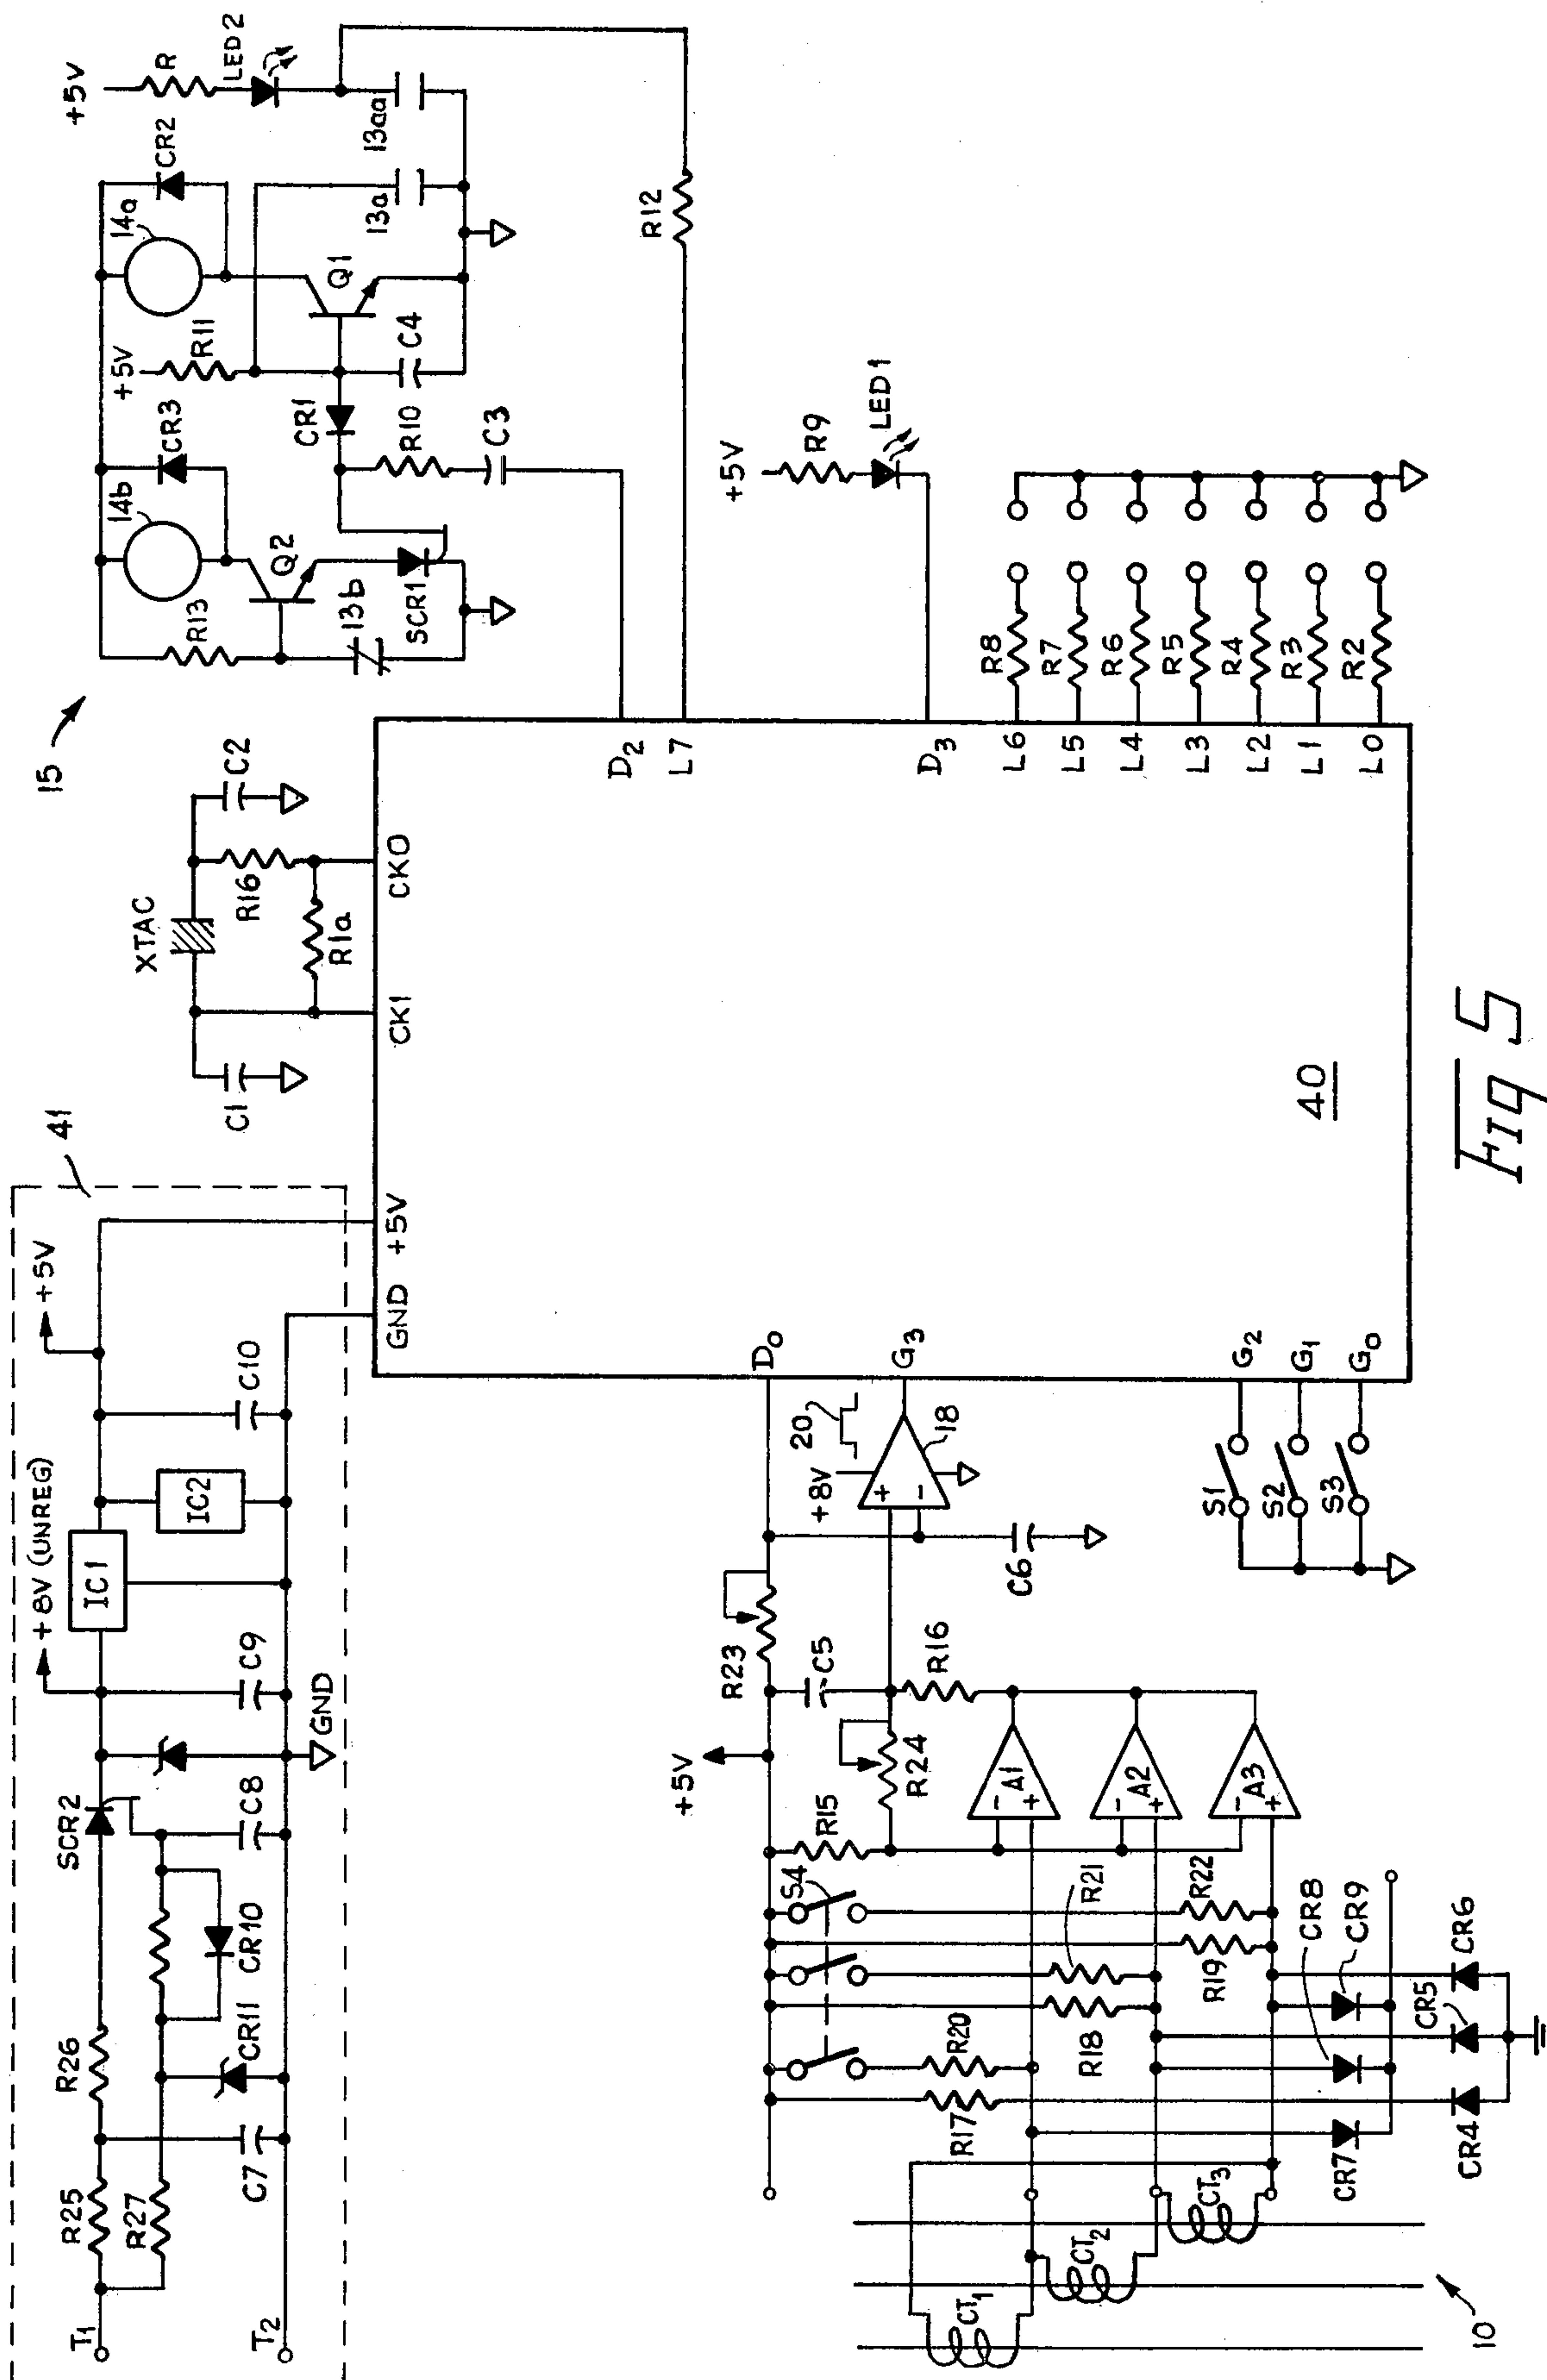 41
15
+8V (UNREG)
+5V
T1
R25
R26
SCR2
IC1
R27
C7
CR11
CR10
C8
C9
IC2
C10
T2
GND
GND
+5V
C1
XTAC
C2
R16
R1a
CK1
CK0
R13
14b
CR3
+5V
R11
14a
CR2
+5V
R
LED2
Q2
13b
SCR1
CR1
R10
C3
Q1
C4
13a
13aa
R12
D2
L7
+5V
R9
LED1
D3
L6
L5
L4
L3
L2
L1
L0
R8
R7
R6
R5
R4
R3
R2
40
+5V
R23
D0
20
+8V
+
-
18
G3
C5
C6
R15
R24
R16
S4
A1
-
+
A2
-
+
A3
-
+
R17
R20
R18
R21
R19
R22
S1
S2
S3
G2
G1
G0
CT1
CT2
CT3
CR7
CR8
CR9
CR4
CR5
CR6
10
FIG 5